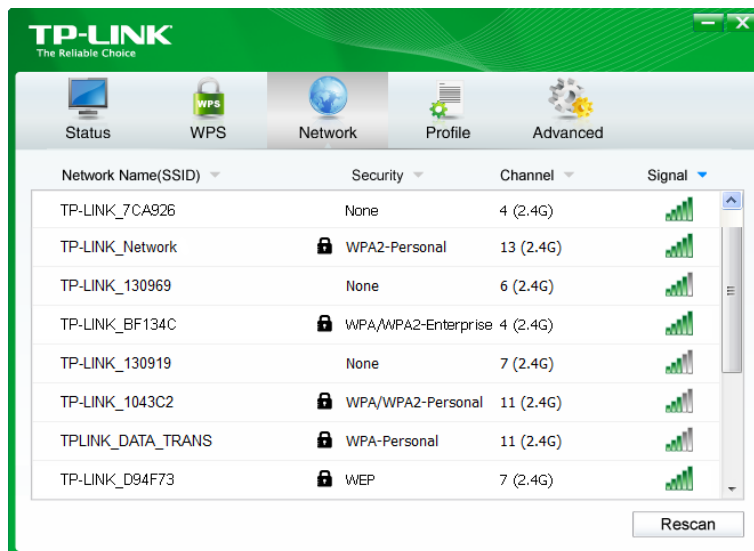 TP-LINK
The Reliable Choice
WPS
Status WPS Network Profile Advanced
Network Name(SSID) Security Channel Signal
TP-LINK_7CA926 None 4 (2.4G)
TP-LINK_Network WPA2-Personal 13 (2.4G)
TP-LINK_130969 None 6 (2.4G)
TP-LINK_BF134C WPA/WPA2-Enterprise 4 (2.4G)
TP-LINK_130919 None 7 (2.4G)
TP-LINK_1043C2 WPA/WPA2-Personal 11 (2.4G)
TPLINK_DATA_TRANS WPA-Personal 11 (2.4G)
TP-LINK_D94F73 WEP 7 (2.4G)
Rescan